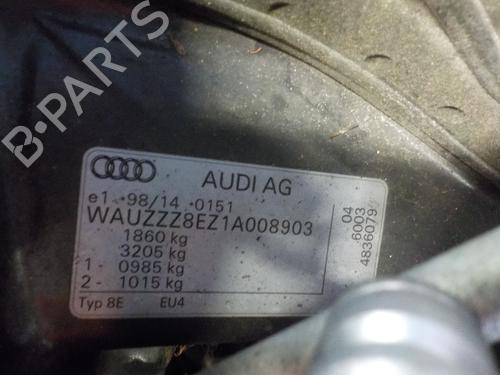 B-PARTS
AUDI AG
e1 *98/14*0151
WAUZZZ8EZ1A008903
1860 kg
3205 kg
1- 0985 kg
2- 1015 kg
Typ 8E EU4
04
6003
4836079